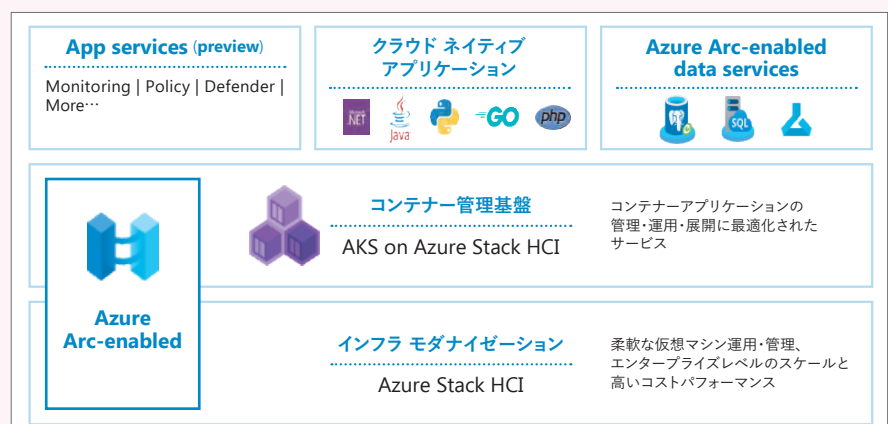 App services (preview)
Monitoring | Policy | Defender |
More…
クラウド ネイティブ
アプリケーション
Microsoft
.NET
Java
GO
php
Azure Arc-enabled
data services
SQL
Azure
Arc-enabled
コンテナー管理基盤
AKS on Azure Stack HCI
コンテナーアプリケーションの
管理・運用・展開に最適化された
サービス
インフラ モダナイゼーション
Azure Stack HCI
柔軟な仮想マシン運用・管理、
エンタープライズレベルのスケールと
高いコストパフォーマンス